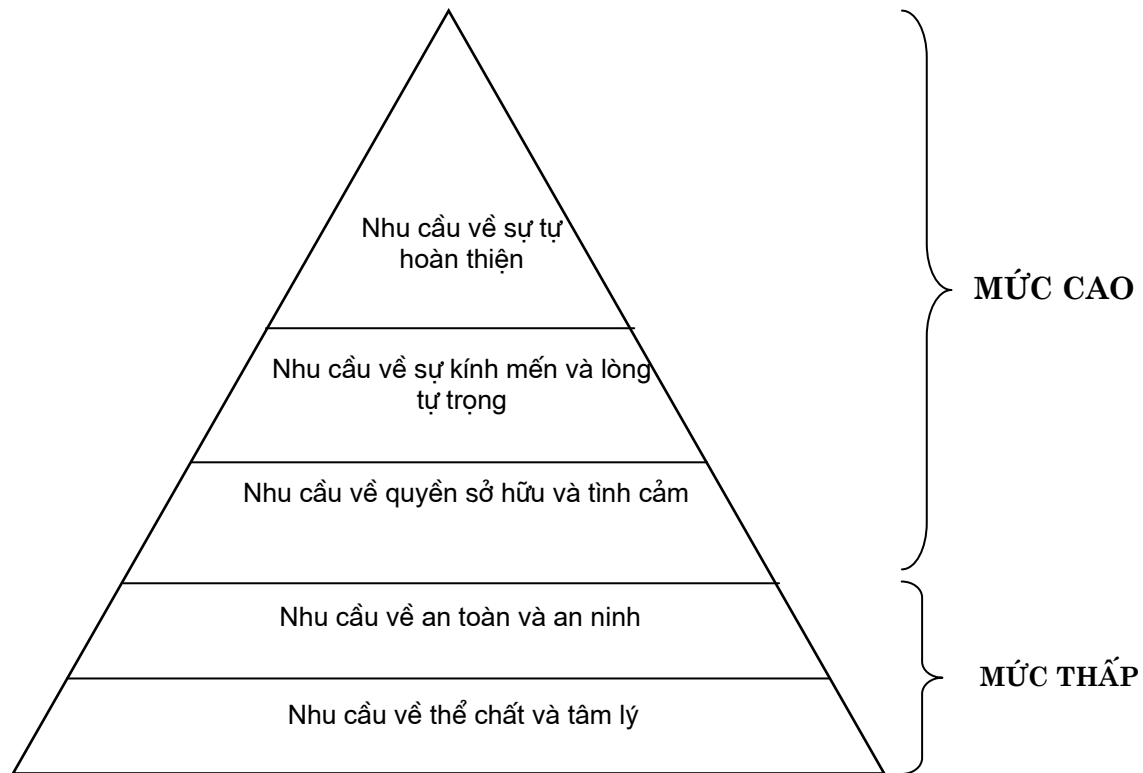 Nhu cầu về sự tự
hoàn thiện
MỨC CAO
Nhu cầu về sự kính mến và lòng
tự trọng
Nhu cầu về quyền sở hữu và tình cảm
Nhu cầu về an toàn và an ninh
MỨC THẤP
Nhu cầu về thể chất và tâm lý